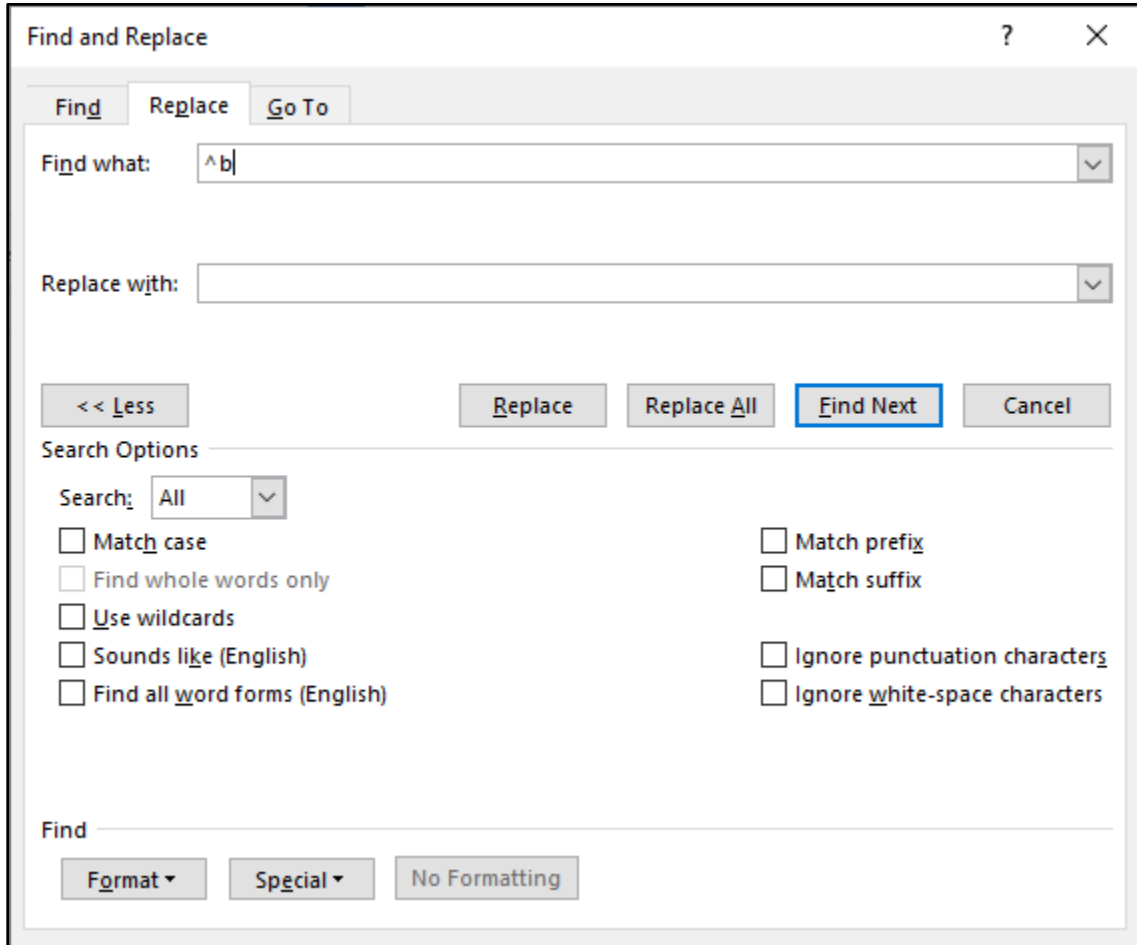 Find and Replace ? ×
Find Replace Go To
Find what: ^b
Replace with:
<< Less Replace Replace All Find Next Cancel
Search Options
Search: All
Match case Match prefix
Find whole words only Match suffix
Use wildcards
Sounds like (English) Ignore punctuation characters
Find all word forms (English) Ignore white-space characters
Find
Format Special No Formatting